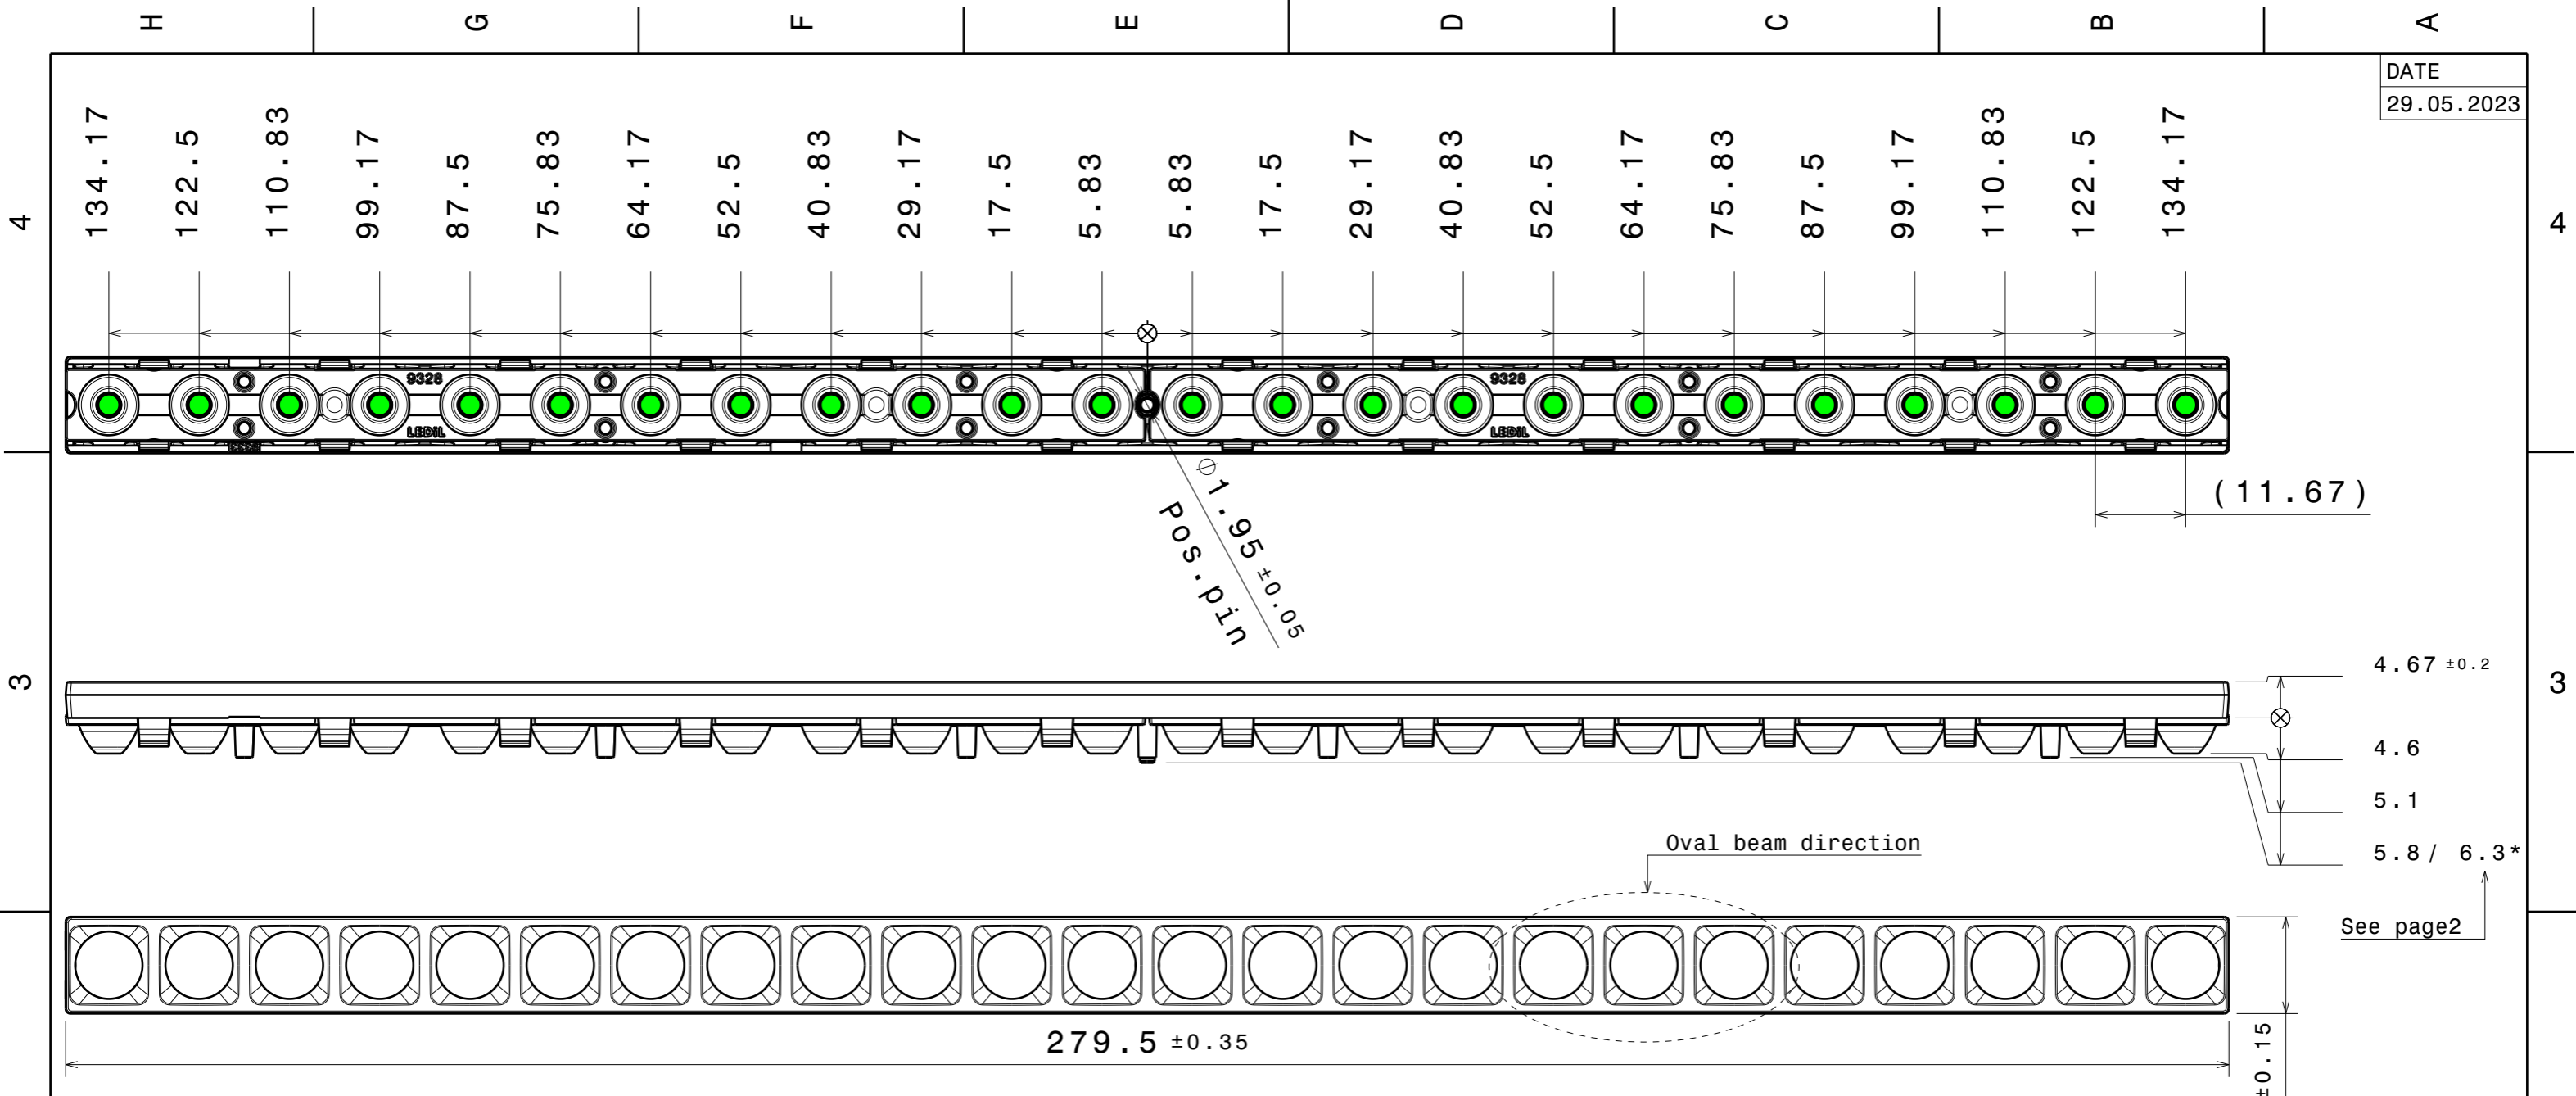 H G F E D C B A
DATE
29.05.2023
134.17 122.5 110.83 99.17 87.5 75.83 64.17 52.5 40.83 29.17 17.5 5.83 5.83 17.5 29.17 40.83 52.5 64.17 75.83 87.5 99.17 110.83 122.5 134.17
4 4
9328 9328
LEDiL LEDiL
(11.67)
Ø1.95 ±0.05
Pos.pin
3 3
4.67 ±0.2
4.6
5.1
5.8/ 6.3*
Oval beam direction
See page2
279.5 ±0.35
±0.15